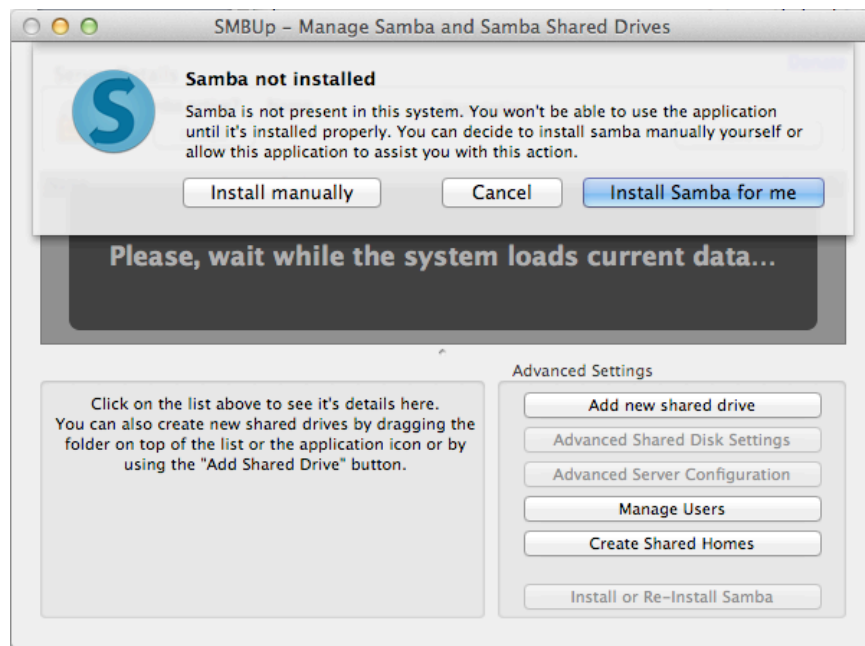 SMBUp – Manage Samba and Samba Shared Drives
Samba not installed
Samba is not present in this system. You won't be able to use the application
until it's installed properly. You can decide to install samba manually yourself or
allow this application to assist you with this action.
Install manually
Cancel
Install Samba for me
Please, wait while the system loads current data...
Advanced Settings
Click on the list above to see it's details here.
You can also create new shared drives by dragging the
folder on top of the list or the application icon or by
using the "Add Shared Drive" button.
Add new shared drive
Advanced Shared Disk Settings
Advanced Server Configuration
Manage Users
Create Shared Homes
Install or Re-Install Samba